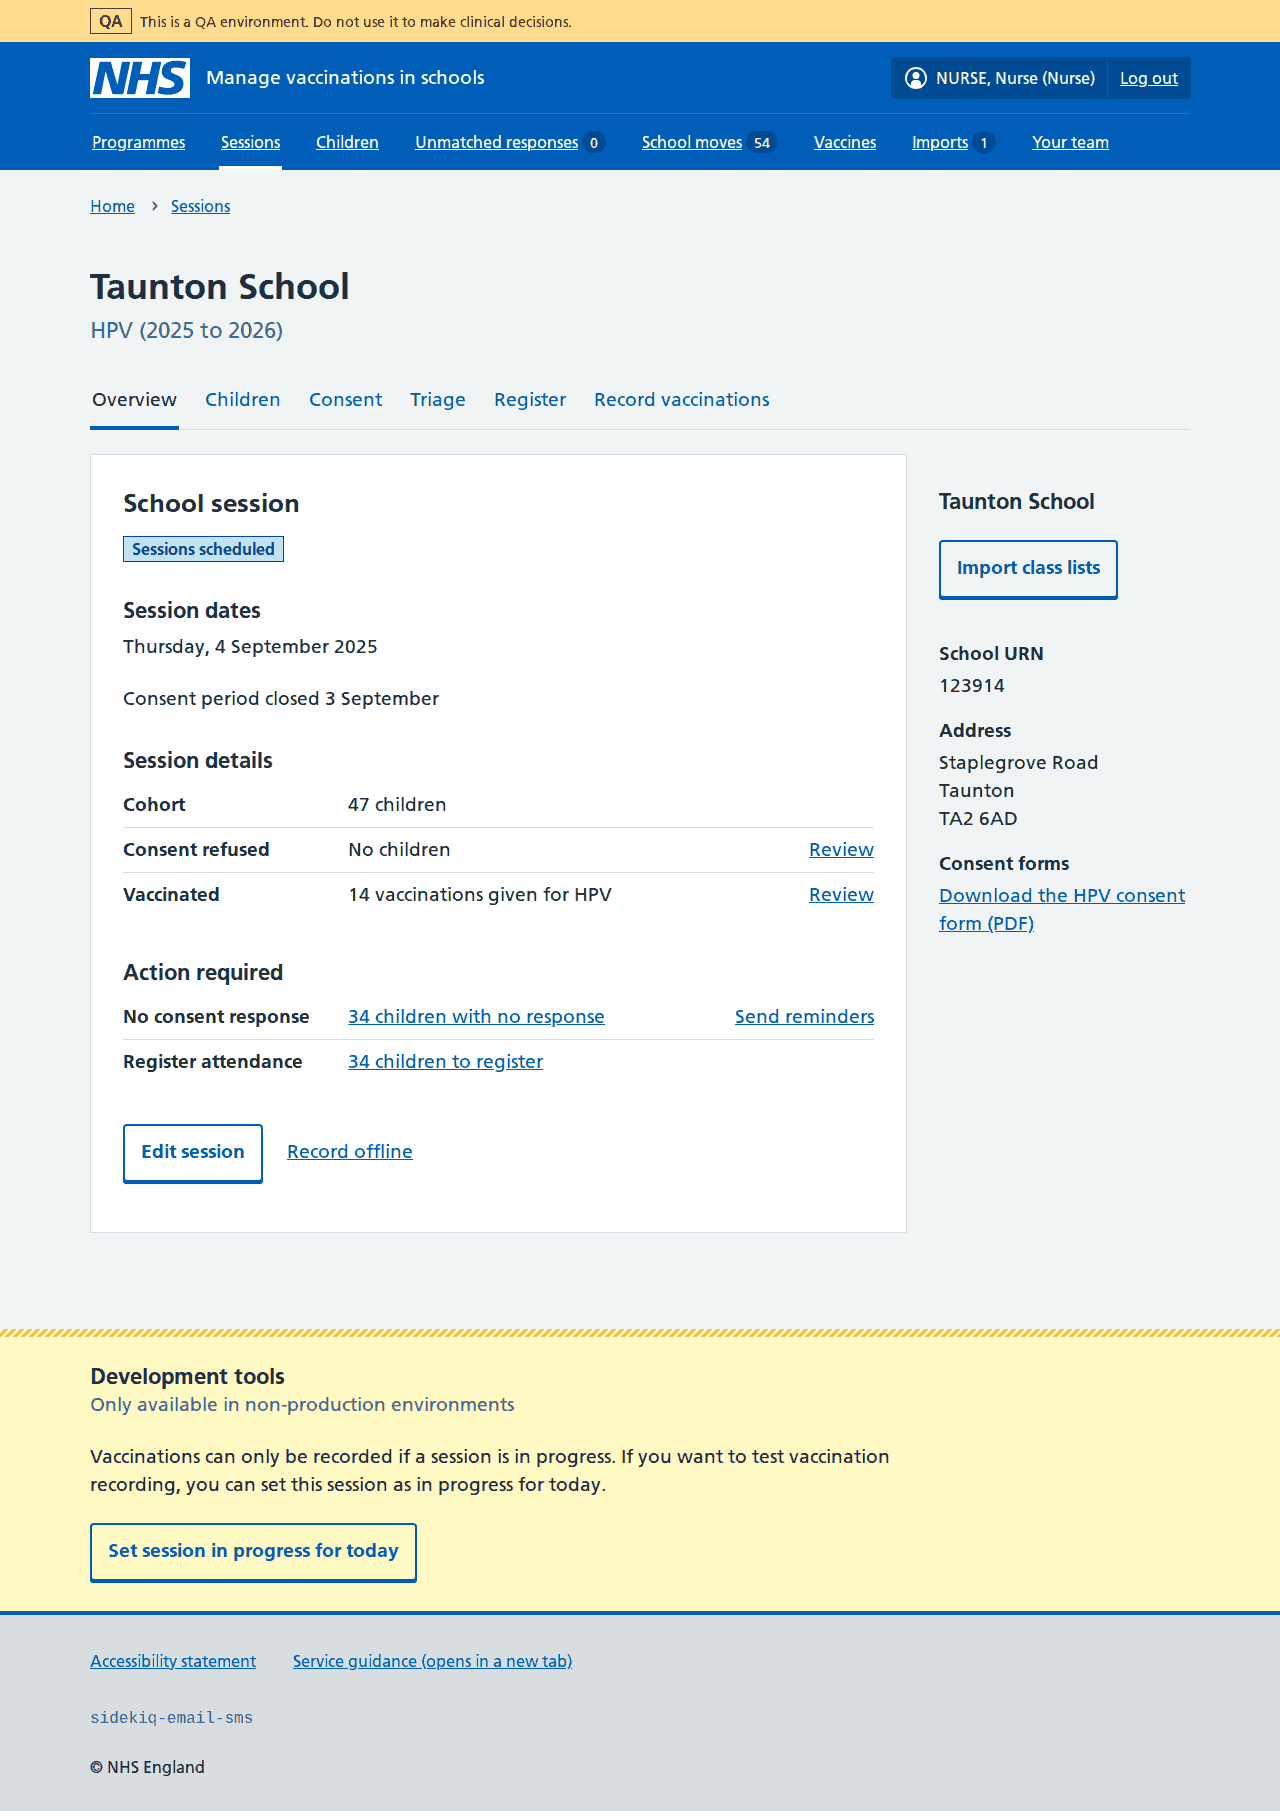 QA This is a QA environment. Do not use it to make clinical decisions.
NHS Manage vaccinations in schools NURSE, Nurse (Nurse) Log out
Programmes Sessions Children Unmatched responses 0 School moves 54 Vaccines Imports 1 Your team
Home › Sessions
Taunton School
HPV (2025 to 2026)
Overview Children Consent Triage Register Record vaccinations
School session
Sessions scheduled
Session dates
Thursday, 4 September 2025
Consent period closed 3 September
Session details
Cohort 47 children
Consent refused No children Review
Vaccinated 14 vaccinations given for HPV Review
Action required
No consent response 34 children with no response Send reminders
Register attendance 34 children to register
Edit session Record offline
Taunton School
Import class lists
School URN
123914
Address
Staplegrove Road
Taunton
TA2 6AD
Consent forms
Download the HPV consent
form (PDF)
Development tools
Only available in non-production environments
Vaccinations can only be recorded if a session is in progress. If you want to test vaccination
recording, you can set this session as in progress for today.
Set session in progress for today
Accessibility statement Service guidance (opens in a new tab)
sidekiq-email-sms
© NHS England